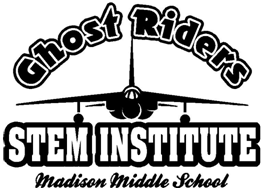 Ghost Riders
STEM INSTITUTE
Madison Middle School